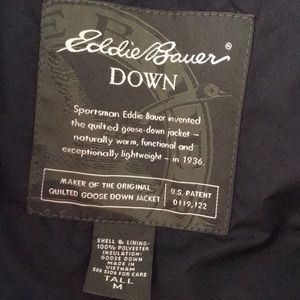 Eddie Bauer ®
DOWN
Sportsman Eddie Bauer invented
the quilted goose-down jacket –
naturally warm, functional and
exceptionally lightweight – in 1936
MAKER OF THE ORIGINAL
QUILTED GOOSE DOWN JACKET
U.S. PATENT
D119,122
SHELL & LINING:
100% POLYESTER
INSULATION:
GOOSE DOWN
MADE IN
VIETNAM
SEE SIDE FOR CARE
TALL
M